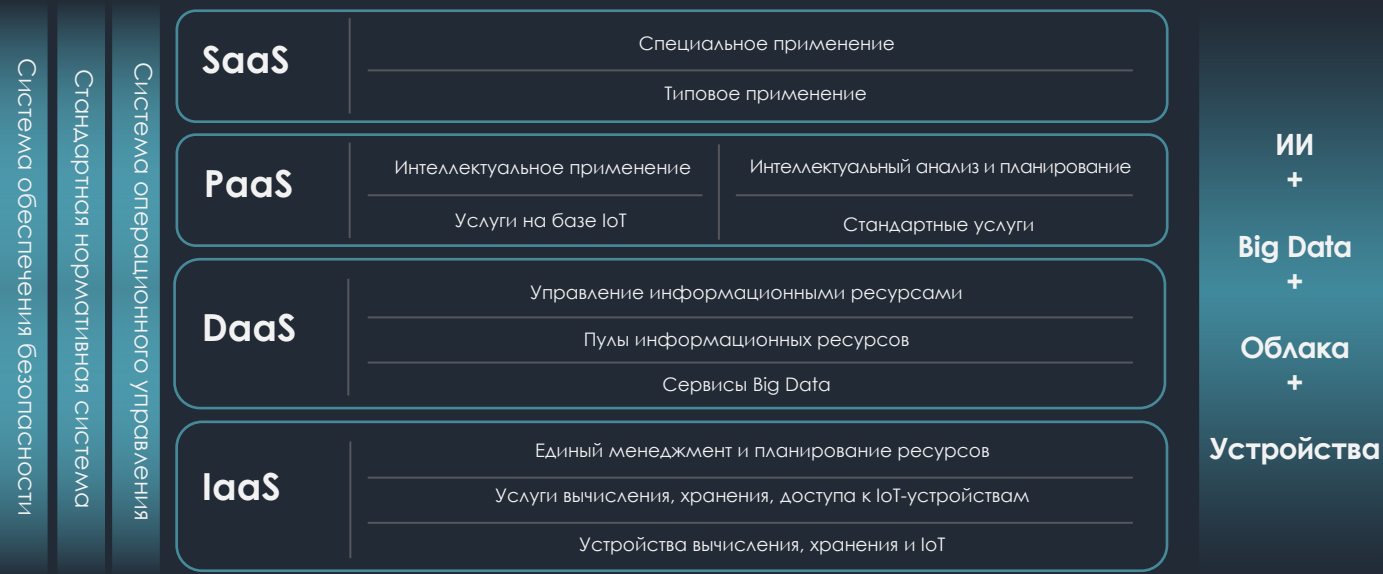 Система обеспечения безопасности
Стандартная нормативная система
Система операционного управления
SaaS
Специальное применение
Типовое применение
PaaS
Интеллектуальное применение
Услуги на базе IoT
Интеллектуальный анализ и планирование
Стандартные услуги
DaaS
Управление информационными ресурсами
Пулы информационных ресурсов
Сервисы Big Data
IaaS
Единый менеджмент и планирование ресурсов
Услуги вычисления, хранения, доступа к IoT-устройствам
Устройства вычисления, хранения и IoT
ИИ
+
Big Data
+
Облака
+
Устройства